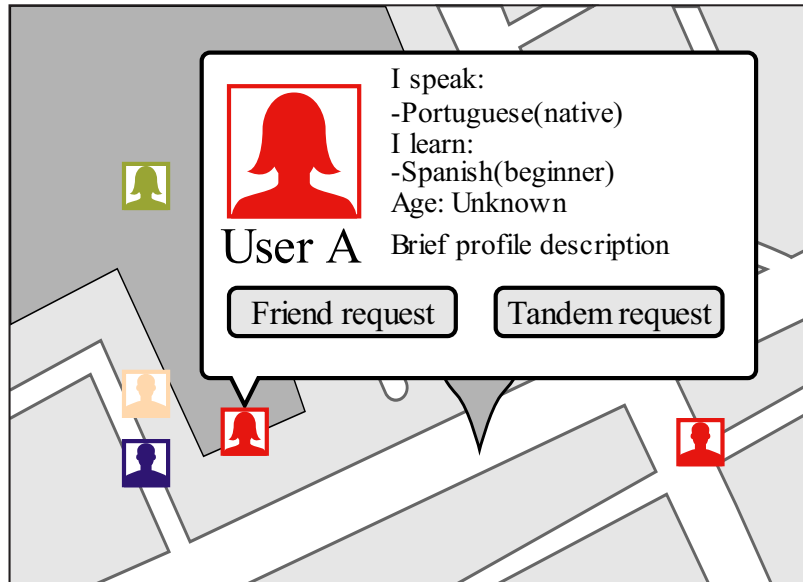 I speak:
-Portuguese(native)
I learn:
-Spanish(beginner)
Age: Unknown
User A
Brief profile description
Friend request
Tandem request